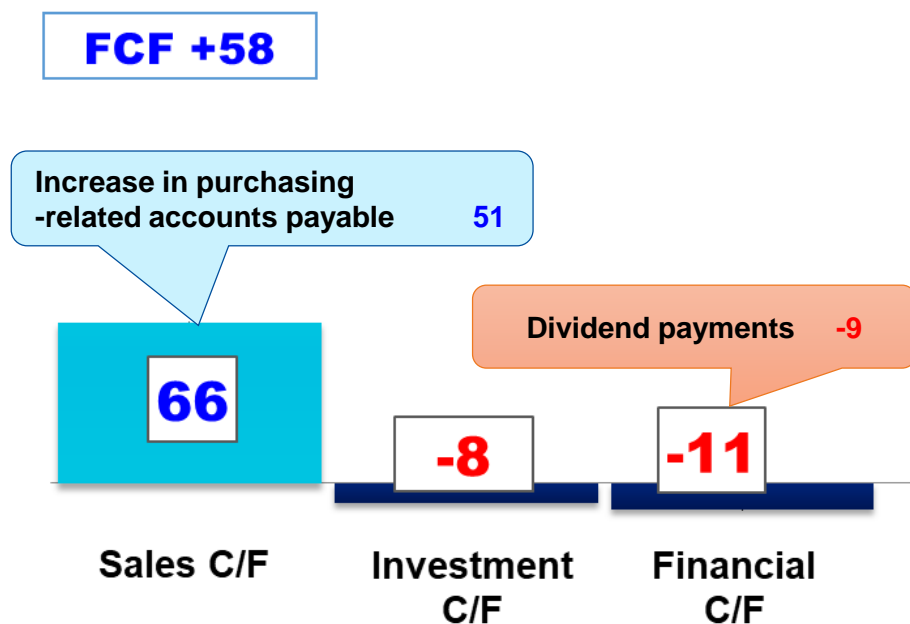 FCF +58
Increase in purchasing
-related accounts payable 51
Dividend payments -9
66
-8
-11
Sales C/F
Investment
C/F
Financial
C/F